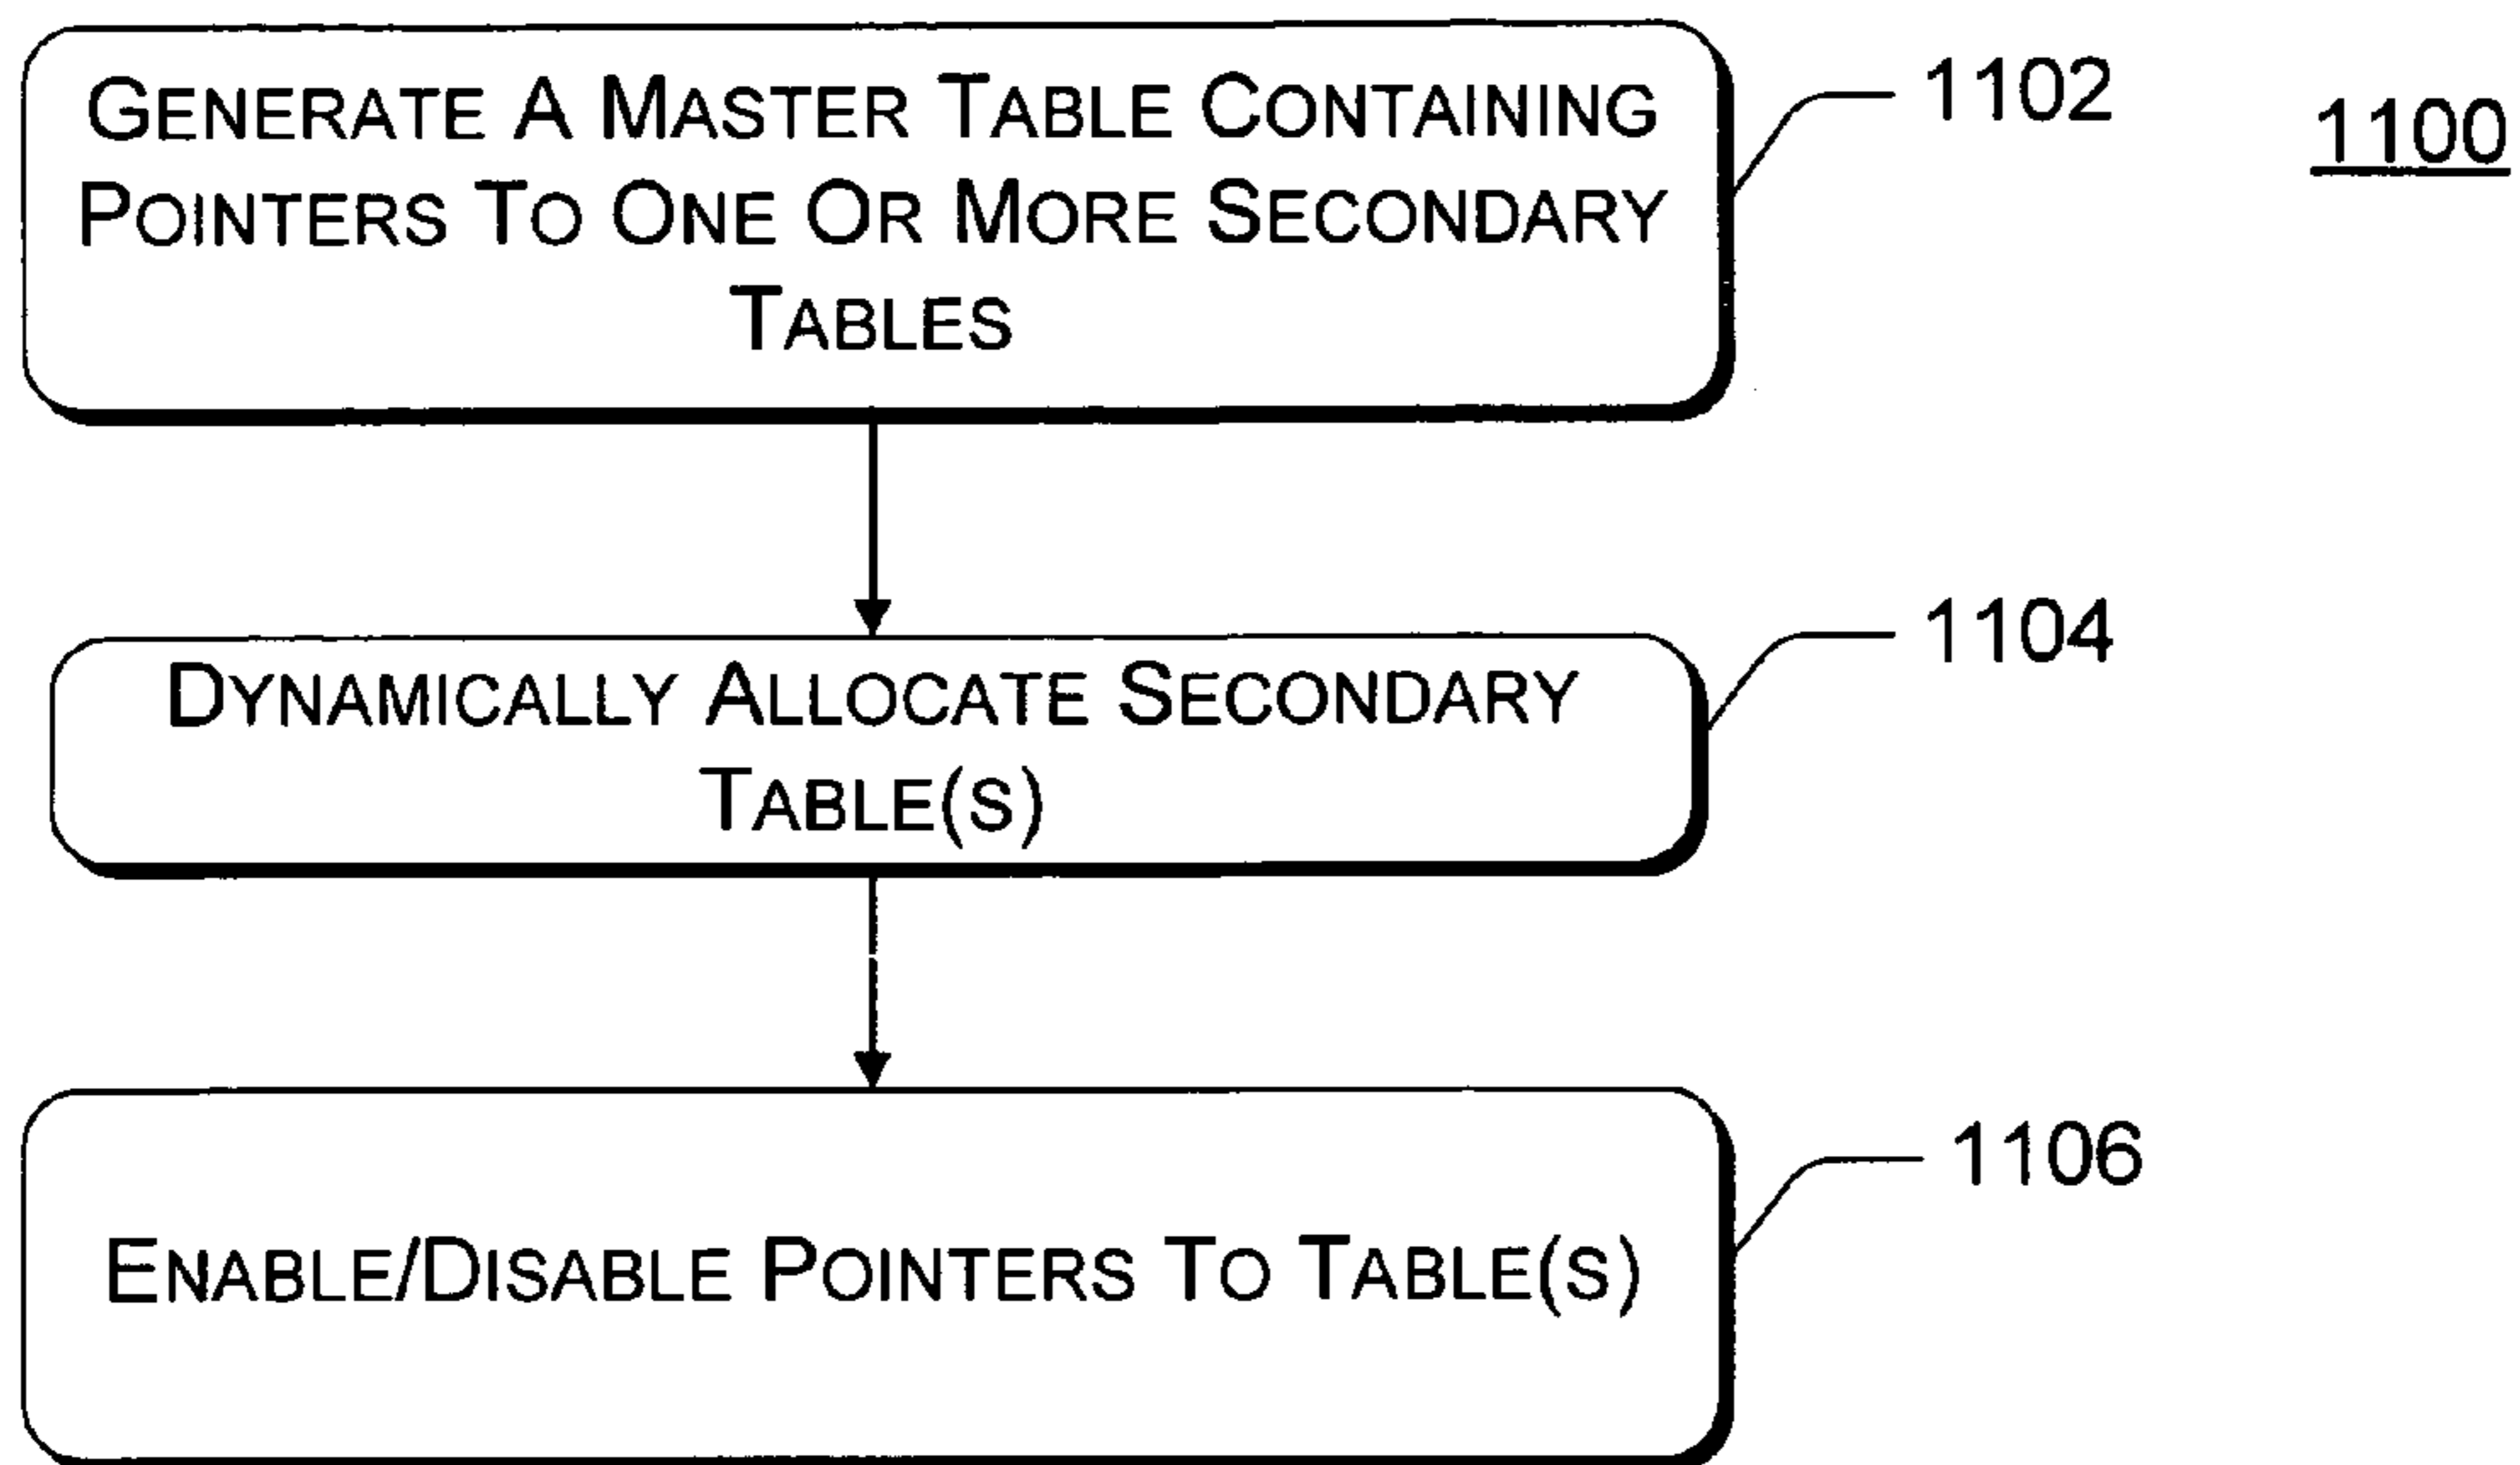 GENERATE A MASTER TABLE CONTAINING
POINTERS TO ONE OR MORE SECONDARY
TABLES
1102
1100
DYNAMICALLY ALLOCATE SECONDARY
TABLE(S)
1104
ENABLE/DISABLE POINTERS TO TABLE(S)
1106